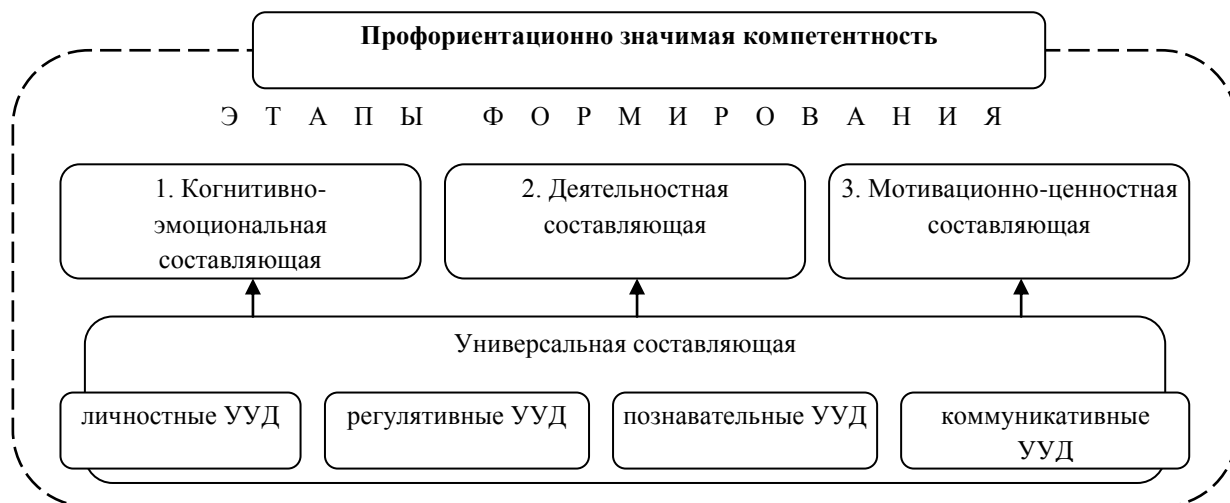 Профориентационно значимая компетентность
Э Т А П Ы Ф О Р М И Р О В А Н И Я
1. Когнитивно-
эмоциональная
составляющая
2. Деятельностная
составляющая
3. Мотивационно-ценностная
составляющая
Универсальная составляющая
личностные УУД
регулятивные УУД
познавательные УУД
коммуникативные
УУД